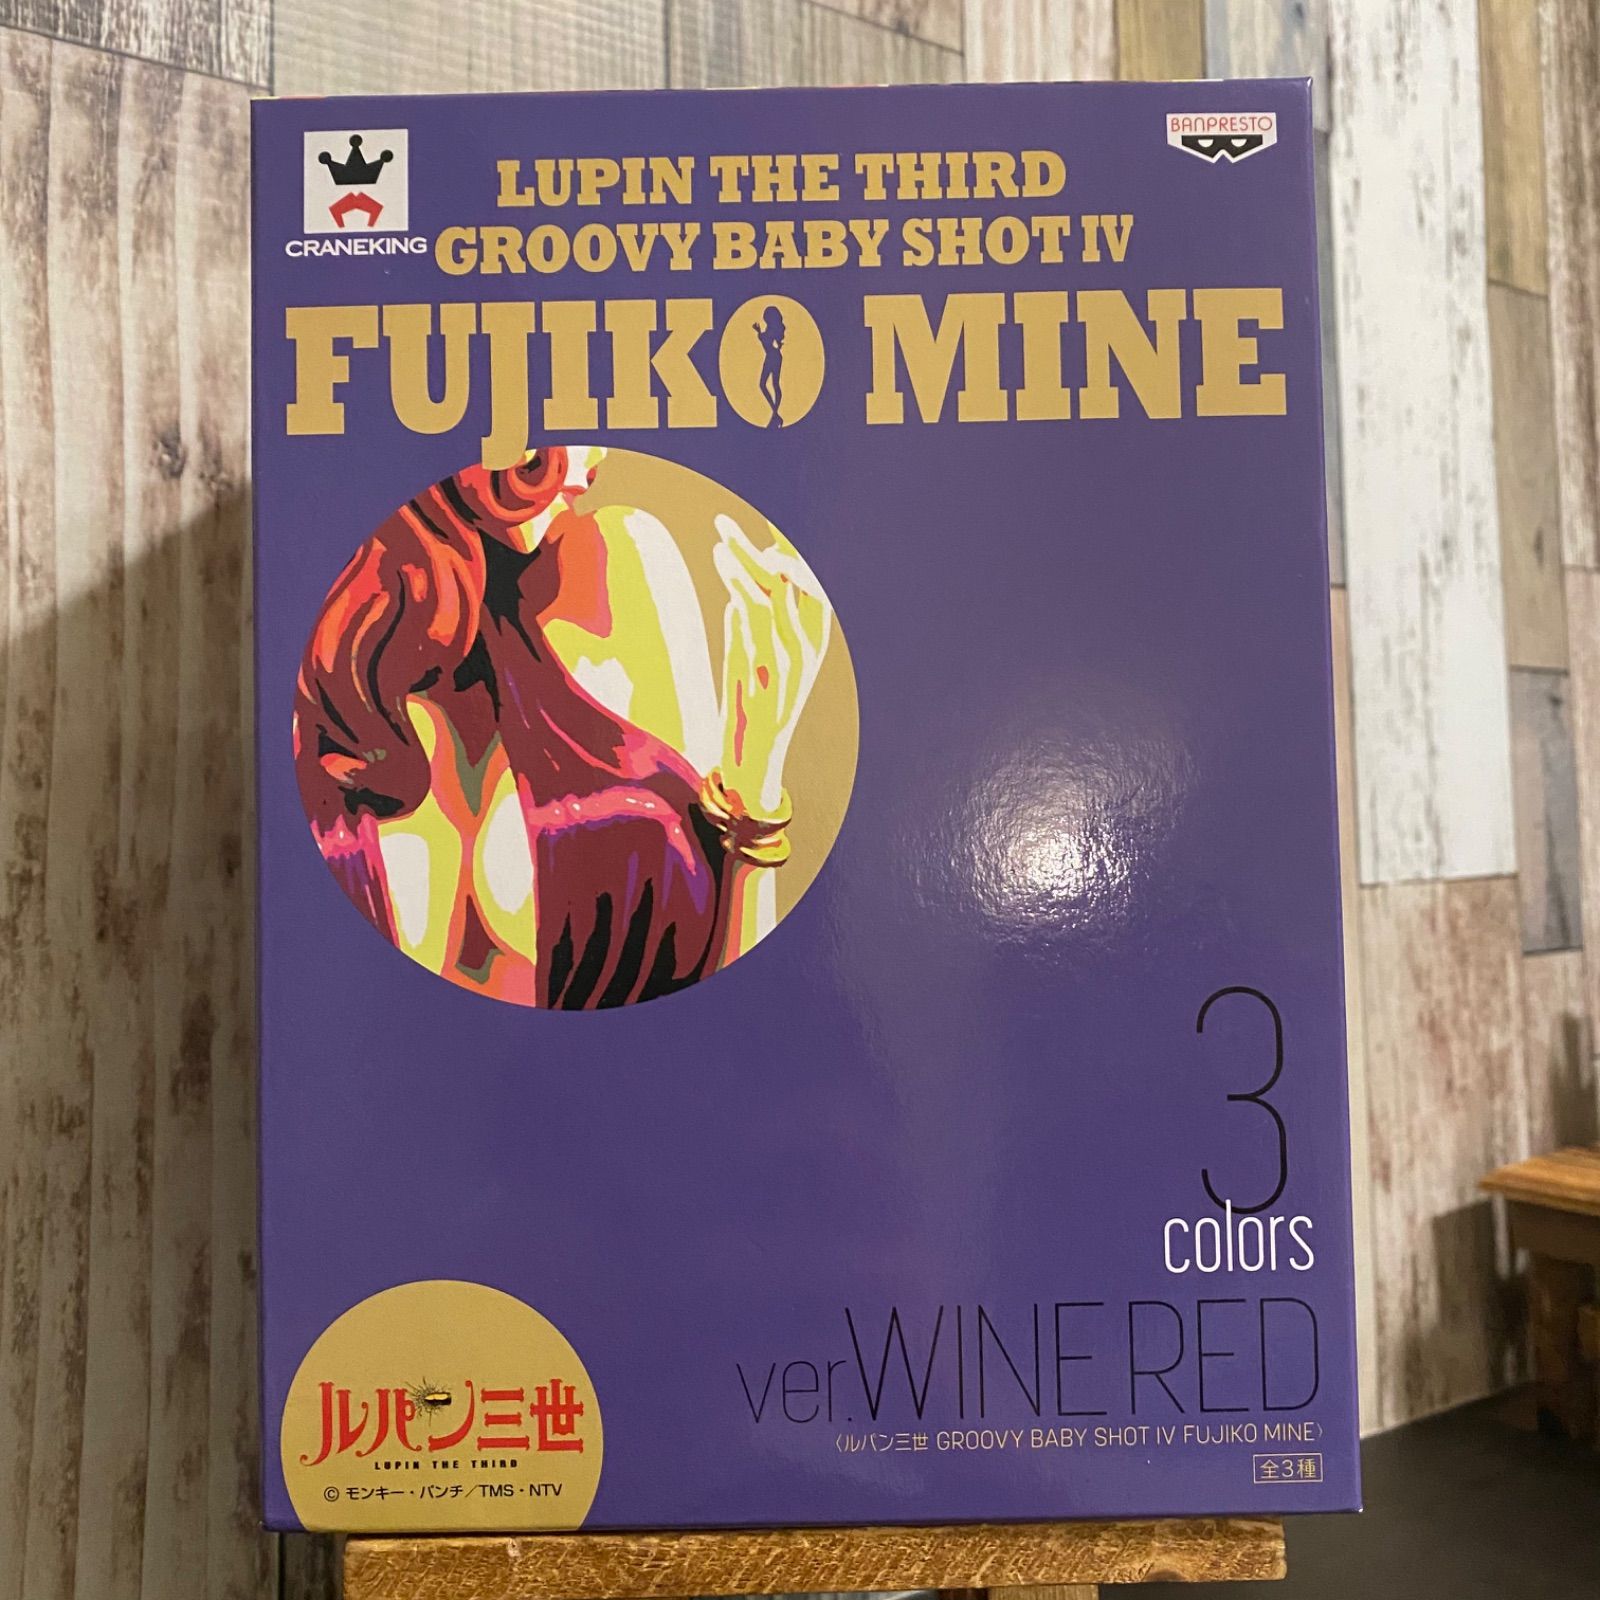 BANPRESTO
CRANEKING
LUPIN THE THIRD
GROOVY BABY SHOT IV
FUJIKO MINE
3
colors
ver.WINE RED
〈ルパン三世 GROOVY BABY SHOT IV FUJIKO MINE〉
全3種
ルパン三世
LUPIN THE THIRD
© モンキー・パンチ／TMS・NTV